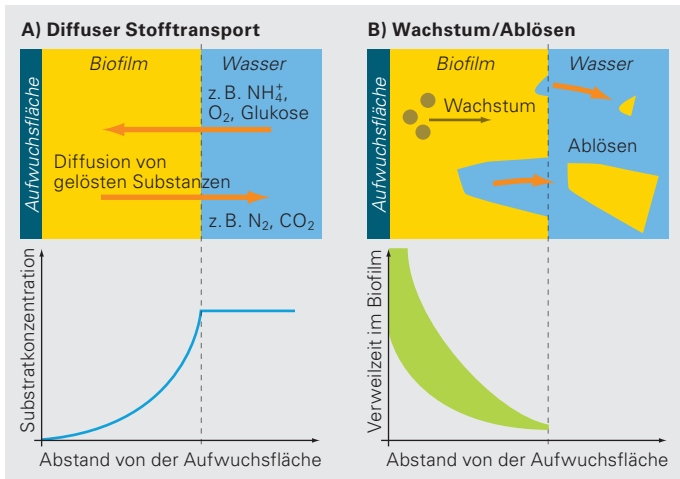 A) Diffuser Stofftransport
Aufwuchsfläche
Biofilm
Wasser
z. B. NH₄⁺,
O₂, Glukose
Diffusion von
gelösten Substanzen
z. B. N₂, CO₂
Substratkonzentration
Abstand von der Aufwuchsfläche
B) Wachstum/Ablösen
Aufwuchsfläche
Biofilm
Wasser
Wachstum
Ablösen
Verweilzeit im Biofilm
Abstand von der Aufwuchsfläche